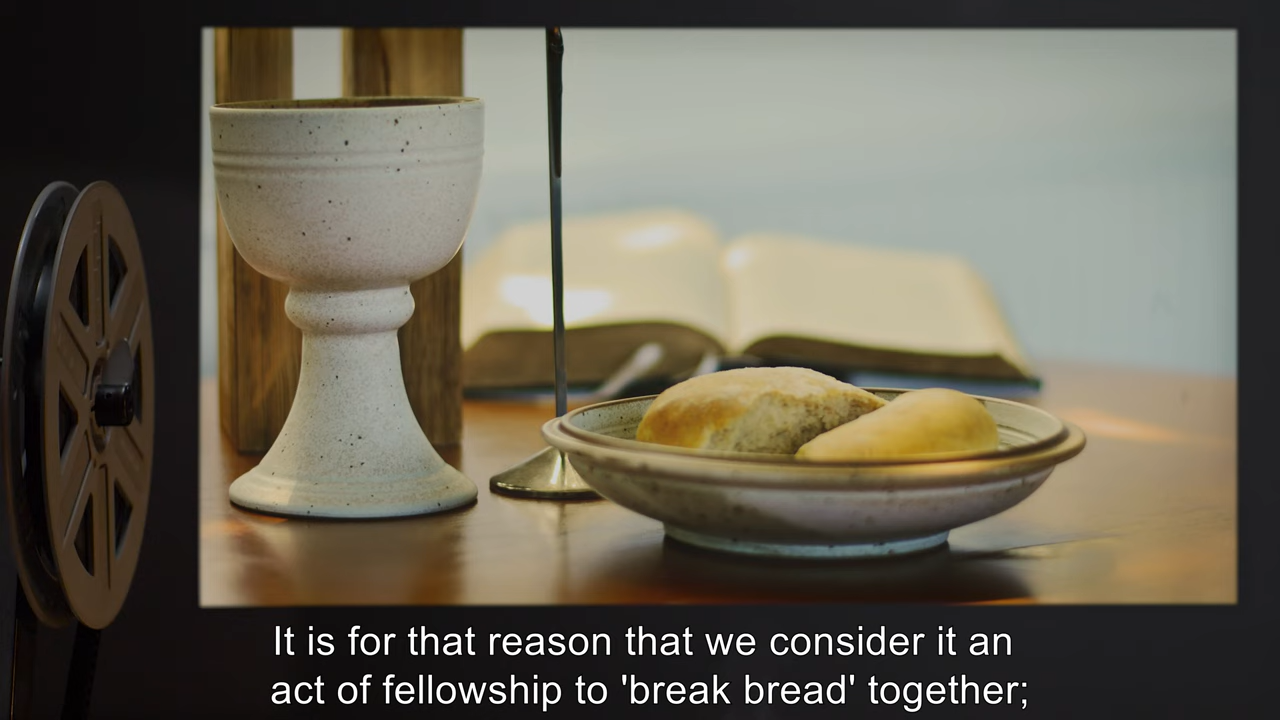 It is for that reason that we consider it an
act of fellowship to 'break bread' together;